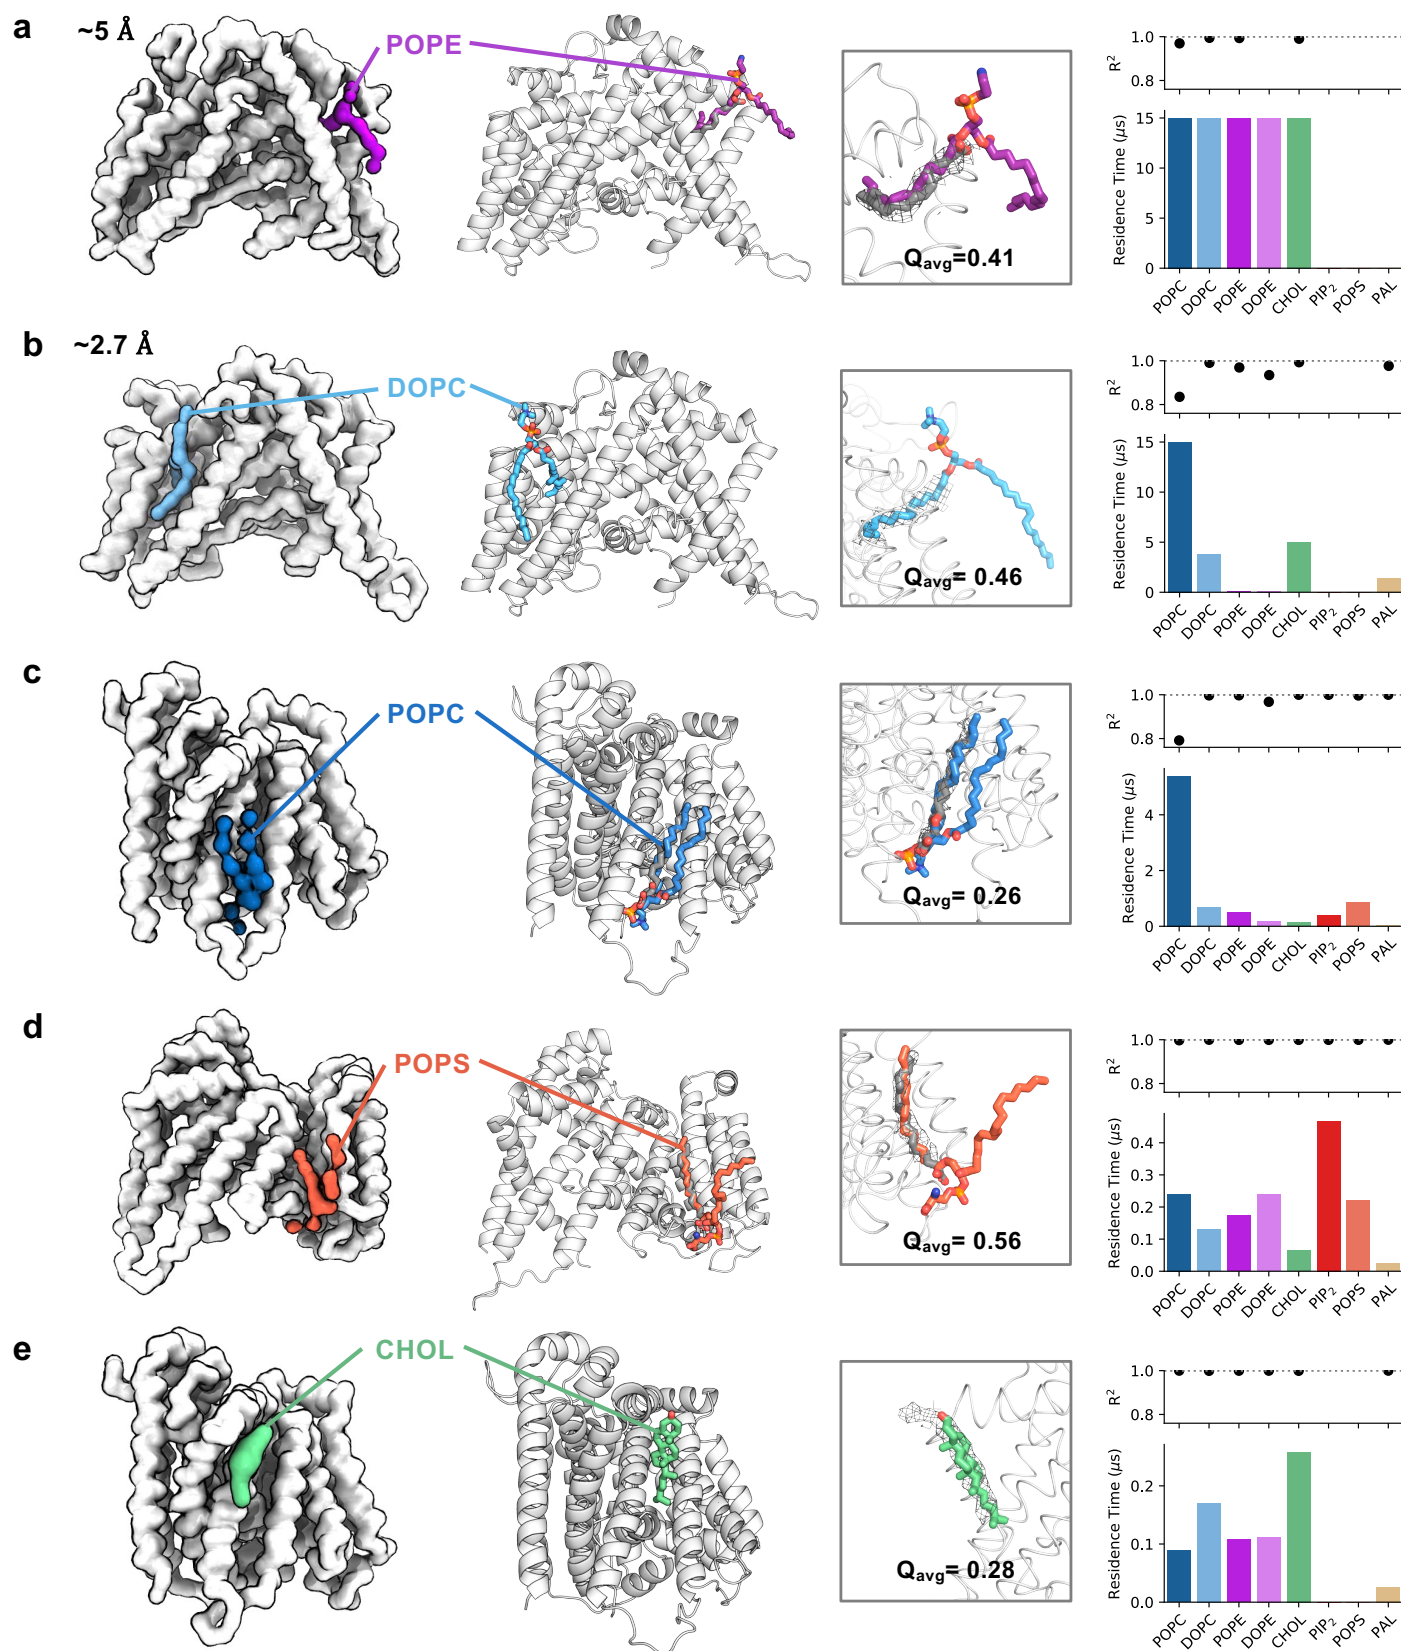 a
~5 Å
POPE
Qavg=0.41
1.0
0.8
R²
15
10
5
0
Residence Time (µs)
POPC
DOPC
POPE
DOPE
CHOL
PIP₂
POPS
PAL
b
~2.7 Å
DOPC
Qavg= 0.46
1.0
0.8
R²
15
10
5
0
Residence Time (µs)
POPC
DOPC
POPE
DOPE
CHOL
PIP₂
POPS
PAL
c
POPC
Qavg= 0.26
1.0
0.8
R²
4
2
0
Residence Time (µs)
POPC
DOPC
POPE
DOPE
CHOL
PIP₂
POPS
PAL
d
POPS
Qavg= 0.56
1.0
0.8
R²
0.4
0.3
0.2
0.1
0.0
Residence Time (µs)
POPC
DOPC
POPE
DOPE
CHOL
PIP₂
POPS
PAL
e
CHOL
Qavg= 0.28
1.0
0.8
R²
0.2
0.1
0.0
Residence Time (µs)
POPC
DOPC
POPE
DOPE
CHOL
PIP₂
POPS
PAL